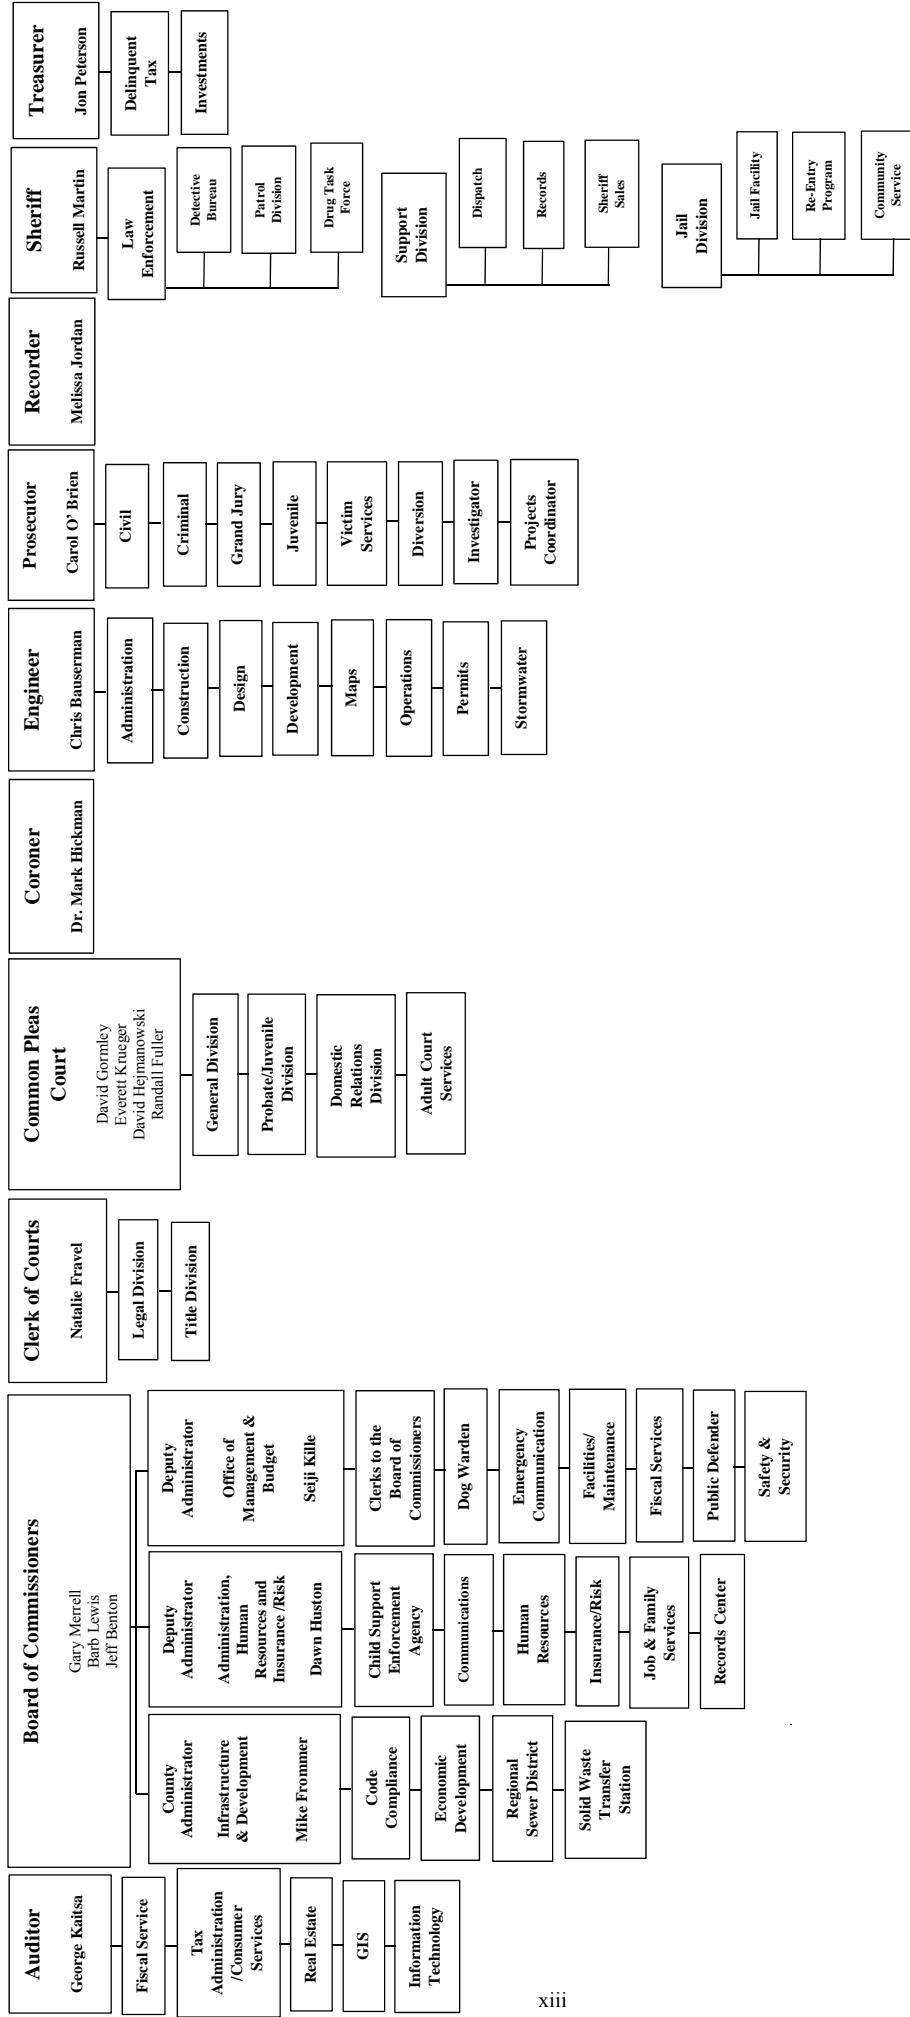 Auditor
George Kaitsa
Fiscal Service
Tax
Administration
/Consumer
Services
Real Estate
GIS
Information
Technology
Board of Commissioners
Gary Merrell
Barb Lewis
Jeff Benton
County
Administrator
Infrastructure
& Development
Mike Frommer
Code
Compliance
Economic
Development
Regional
Sewer District
Solid Waste
Transfer
Station
Deputy
Administrator
Administration,
Human
Resources and
Insurance /Risk
Dawn Huston
Child Support
Enforcement
Agency
Communications
Human
Resources
Insurance/Risk
Job & Family
Services
Records Center
Deputy
Administrator
Office of
Management &
Budget
Seiji Kille
Clerks to the
Board of
Commissioners
Dog Warden
Emergency
Communication
Facilities/
Maintenance
Fiscal Services
Public Defender
Safety &
Security
Clerk of Courts
Natalie Fravel
Legal Division
Title Division
Common Pleas
Court
David Gormley
Everett Krueger
David Hejmanowski
Randall Fuller
General Division
Probate/Juvenile
Division
Domestic
Relations
Division
Adult Court
Services
Coroner
Dr. Mark Hickman
Engineer
Chris Bauserman
Administration
Construction
Design
Development
Maps
Operations
Permits
Stormwater
Prosecutor
Carol O' Brien
Civil
Criminal
Grand Jury
Juvenile
Victim
Services
Diversion
Investigator
Projects
Coordinator
Recorder
Melissa Jordan
Sheriff
Russell Martin
Law
Enforcement
Detective
Bureau
Patrol
Division
Drug Task
Force
Support
Division
Dispatch
Records
Sheriff
Sales
Jail
Division
Jail Facility
Re-Entry
Program
Community
Service
Treasurer
Jon Peterson
Delinquent
Tax
Investments
xiii